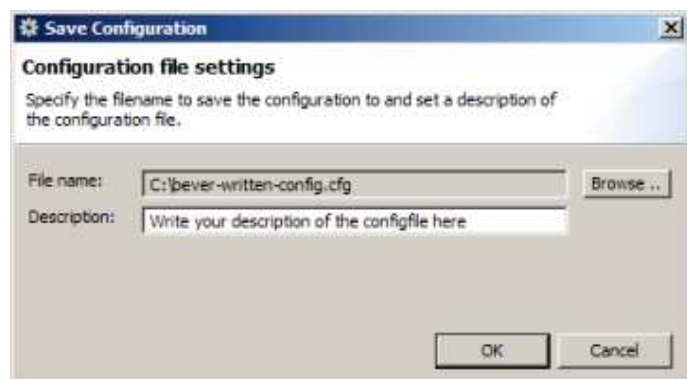 Save Configuration
Configuration file settings
Specify the filename to save the configuration to and set a description of
the configuration file.
File name: C:\bever-written-config.cfg Browse ..
Description: Write your description of the configfile here
OK Cancel